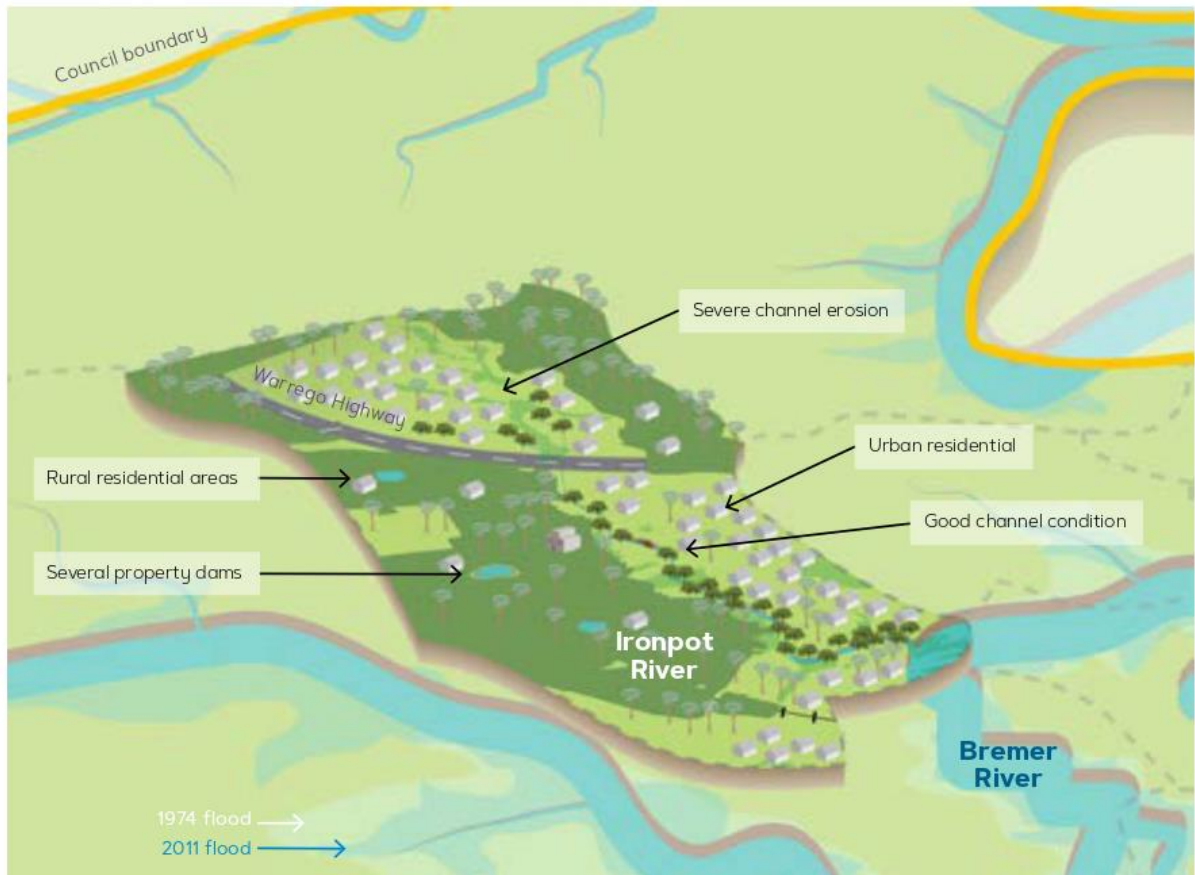 Council boundary
Severe channel erosion
Warrego Highway
Urban residential
Rural residential areas
Good channel condition
Several property dams
Ironpot
River
Bremer
River
1974 flood
2011 flood